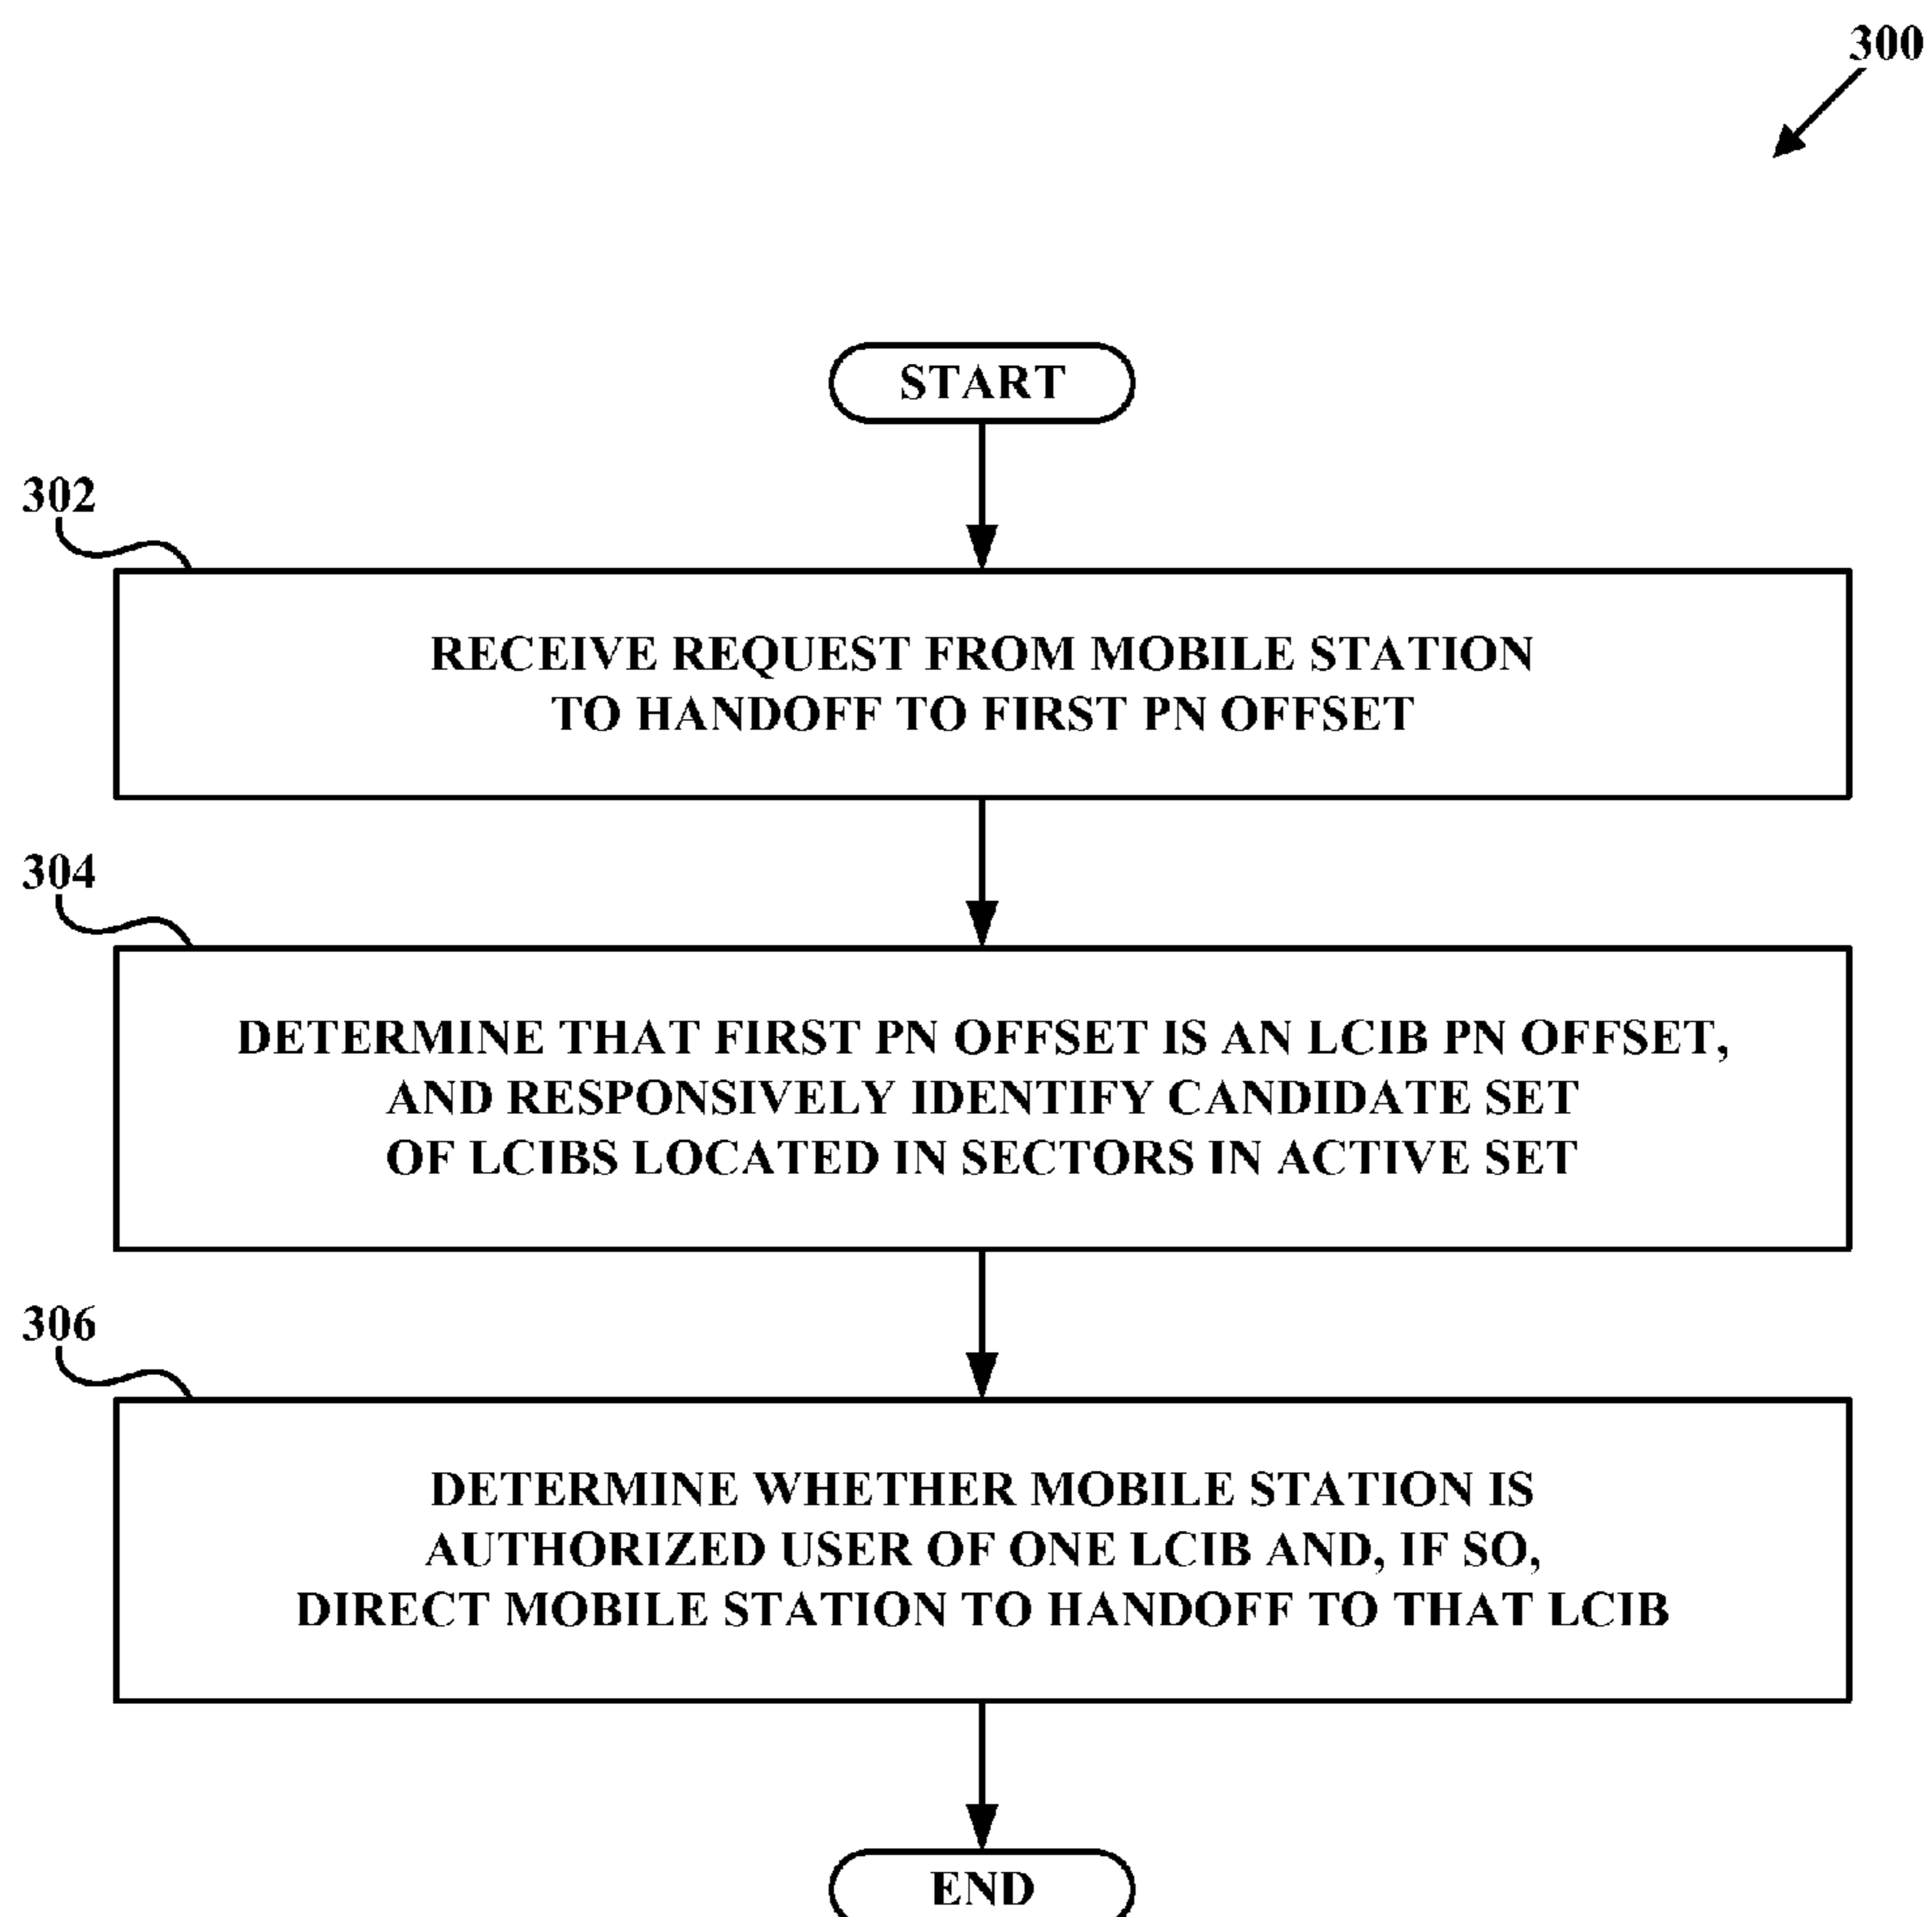 300
START
302
RECEIVE REQUEST FROM MOBILE STATION
TO HANDOFF TO FIRST PN OFFSET
304
DETERMINE THAT FIRST PN OFFSET IS AN LCIB PN OFFSET,
AND RESPONSIVELY IDENTIFY CANDIDATE SET
OF LCIBS LOCATED IN SECTORS IN ACTIVE SET
306
DETERMINE WHETHER MOBILE STATION IS
AUTHORIZED USER OF ONE LCIB AND, IF SO,
DIRECT MOBILE STATION TO HANDOFF TO THAT LCIB
END